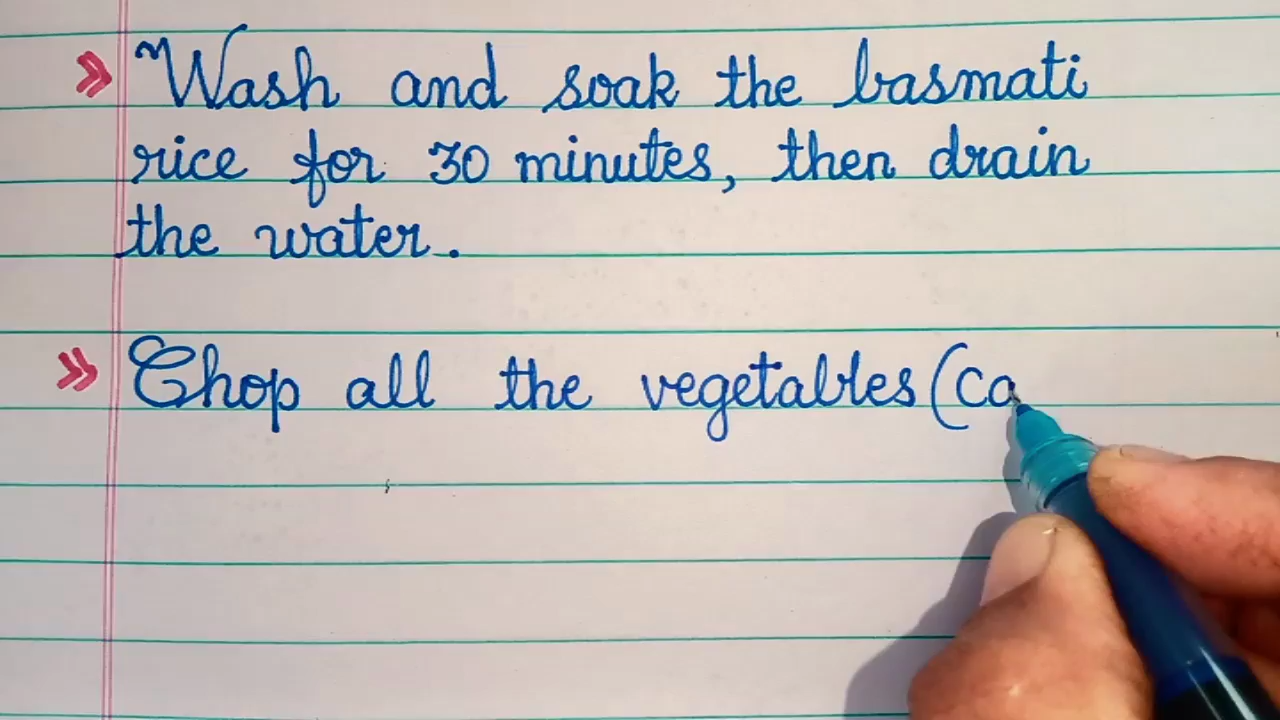 » Wash and soak the basmati
rice for 30 minutes, then drain
the water.
» Chop all the vegetables (Ca